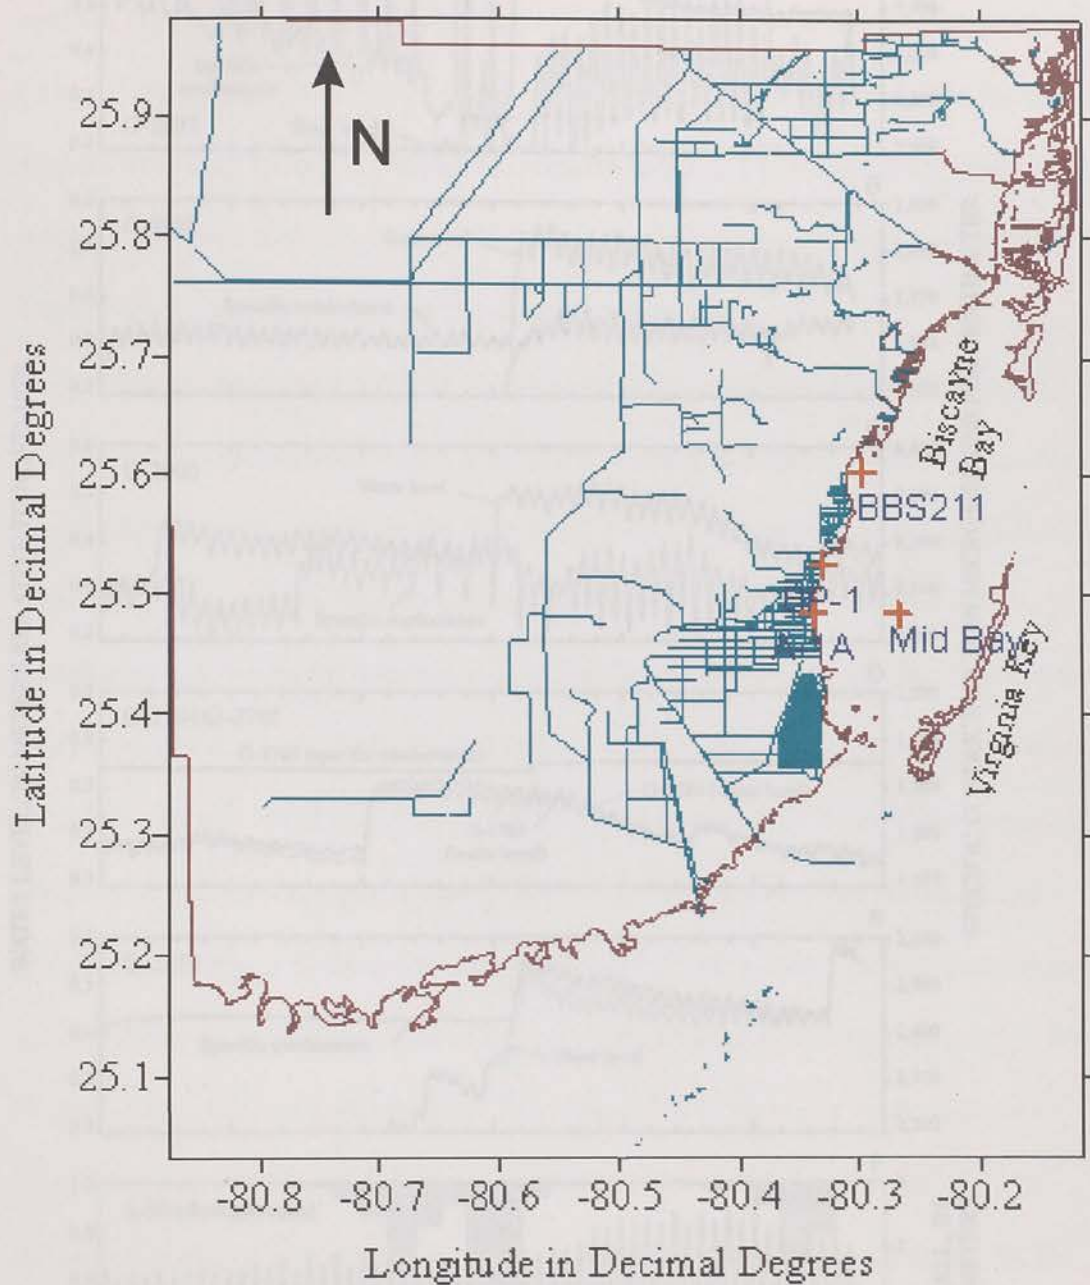 N
25.9
25.8
25.7
25.6
25.5
25.4
25.3
25.2
25.1
Latitude in Decimal Degrees
Biscayne
Bay
BBS211
Mid Bay
Virginia Key
-80.8
-80.6
-80.5
-80.4
-80.3
-80.2
-80.7
Longitude in Decimal Degrees